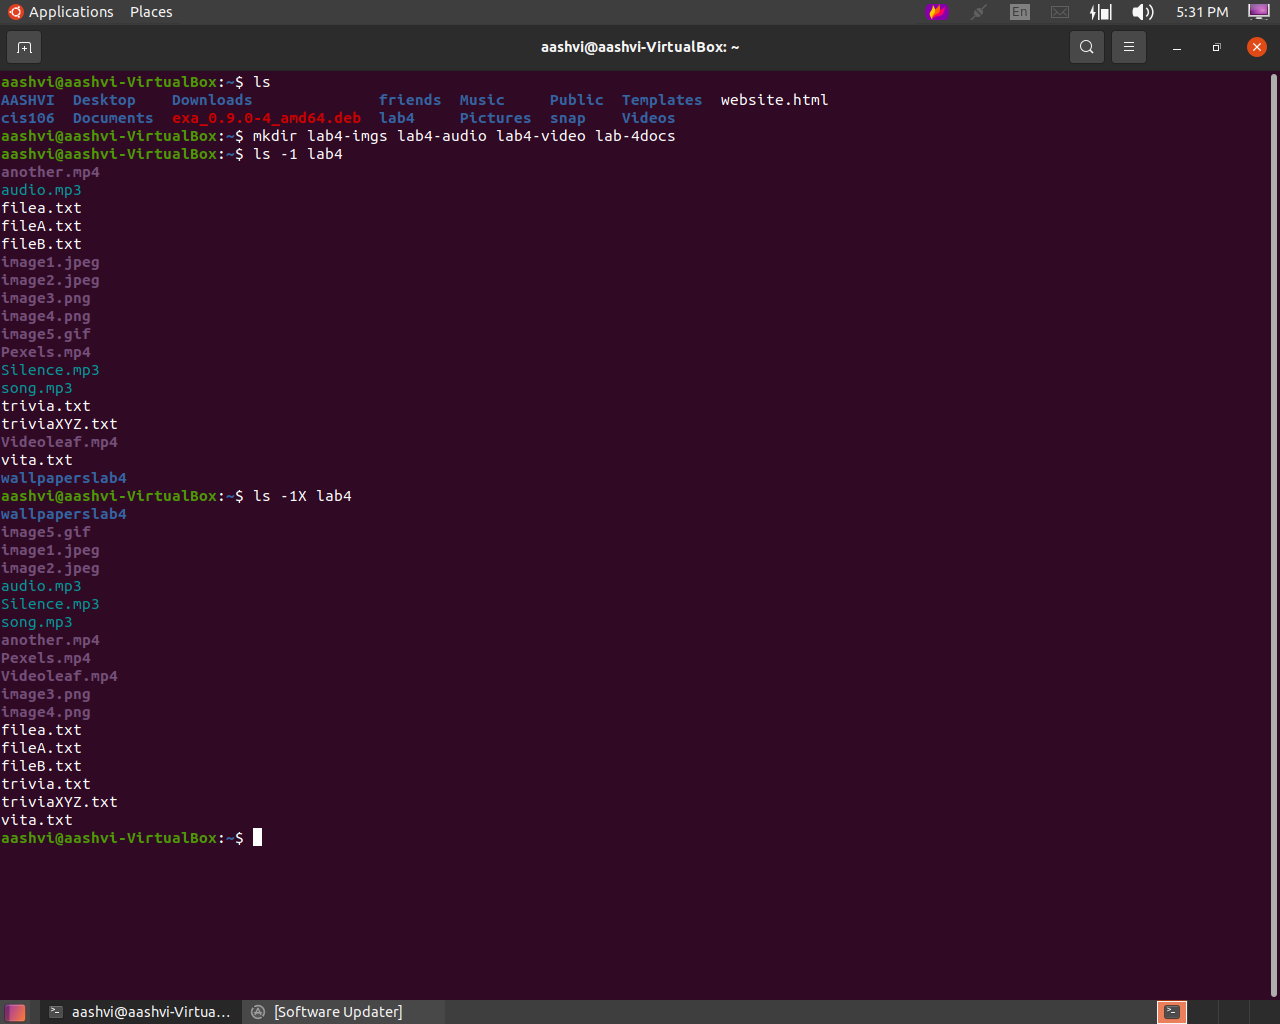 Applications Places En 5:31 PM
aashvi@aashvi-VirtualBox: ~
aashvi@aashvi-VirtualBox:~$ ls
AASHVI Desktop Downloads friends Music Public Templates website.html
cis106 Documents exa_0.9.0-4_amd64.deb lab4 Pictures snap Videos
aashvi@aashvi-VirtualBox:~$ mkdir lab4-imgs lab4-audio lab4-video lab-4docs
aashvi@aashvi-VirtualBox:~$ ls -1 lab4
another.mp4
audio.mp3
filea.txt
fileA.txt
fileB.txt
image1.jpeg
image2.jpeg
image3.png
image4.png
image5.gif
Pexels.mp4
Silence.mp3
song.mp3
trivia.txt
triviaXYZ.txt
Videoleaf.mp4
vita.txt
wallpaperslab4
aashvi@aashvi-VirtualBox:~$ ls -1X lab4
wallpaperslab4
image5.gif
image1.jpeg
image2.jpeg
audio.mp3
Silence.mp3
song.mp3
another.mp4
Pexels.mp4
Videoleaf.mp4
image3.png
image4.png
filea.txt
fileA.txt
fileB.txt
trivia.txt
triviaXYZ.txt
vita.txt
aashvi@aashvi-VirtualBox:~$
aashvi@aashvi-Virtua... [Software Updater]